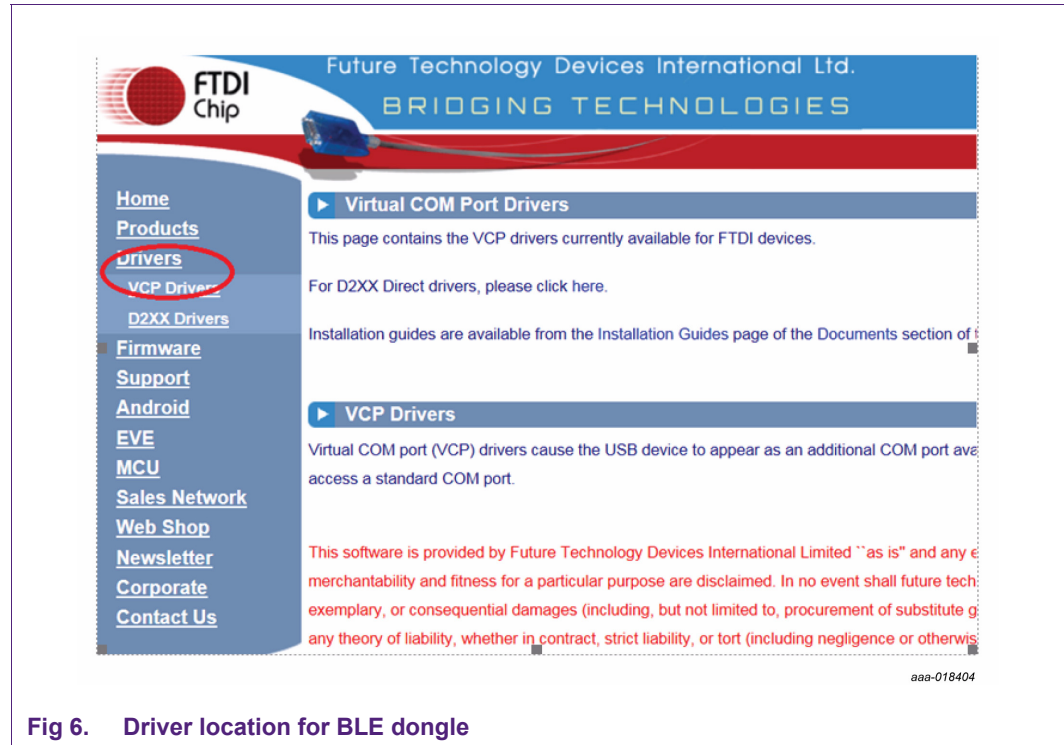 FTDI
Chip
Future Technology Devices International Ltd.
BRIDGING TECHNOLOGIES
Home
Products
Drivers
VCP Drivers
D2XX Drivers
Firmware
Support
Android
EVE
MCU
Sales Network
Web Shop
Newsletter
Corporate
Contact Us
Virtual COM Port Drivers
This page contains the VCP drivers currently available for FTDI devices.
For D2XX Direct drivers, please click here.
Installation guides are available from the Installation Guides page of the Documents section of
VCP Drivers
Virtual COM port (VCP) drivers cause the USB device to appear as an additional COM port
access a standard COM port.
This software is provided by Future Technology Devices International Limited ``as is'' and any
merchantability and fitness for a particular purpose are disclaimed. In no event shall future tech
exemplary, or consequential damages (including, but not limited to, procurement of substitute
any theory of liability, whether in contract, strict liability, or tort (including negligence or otherwis
aaa-018404
Fig 6. Driver location for BLE dongle